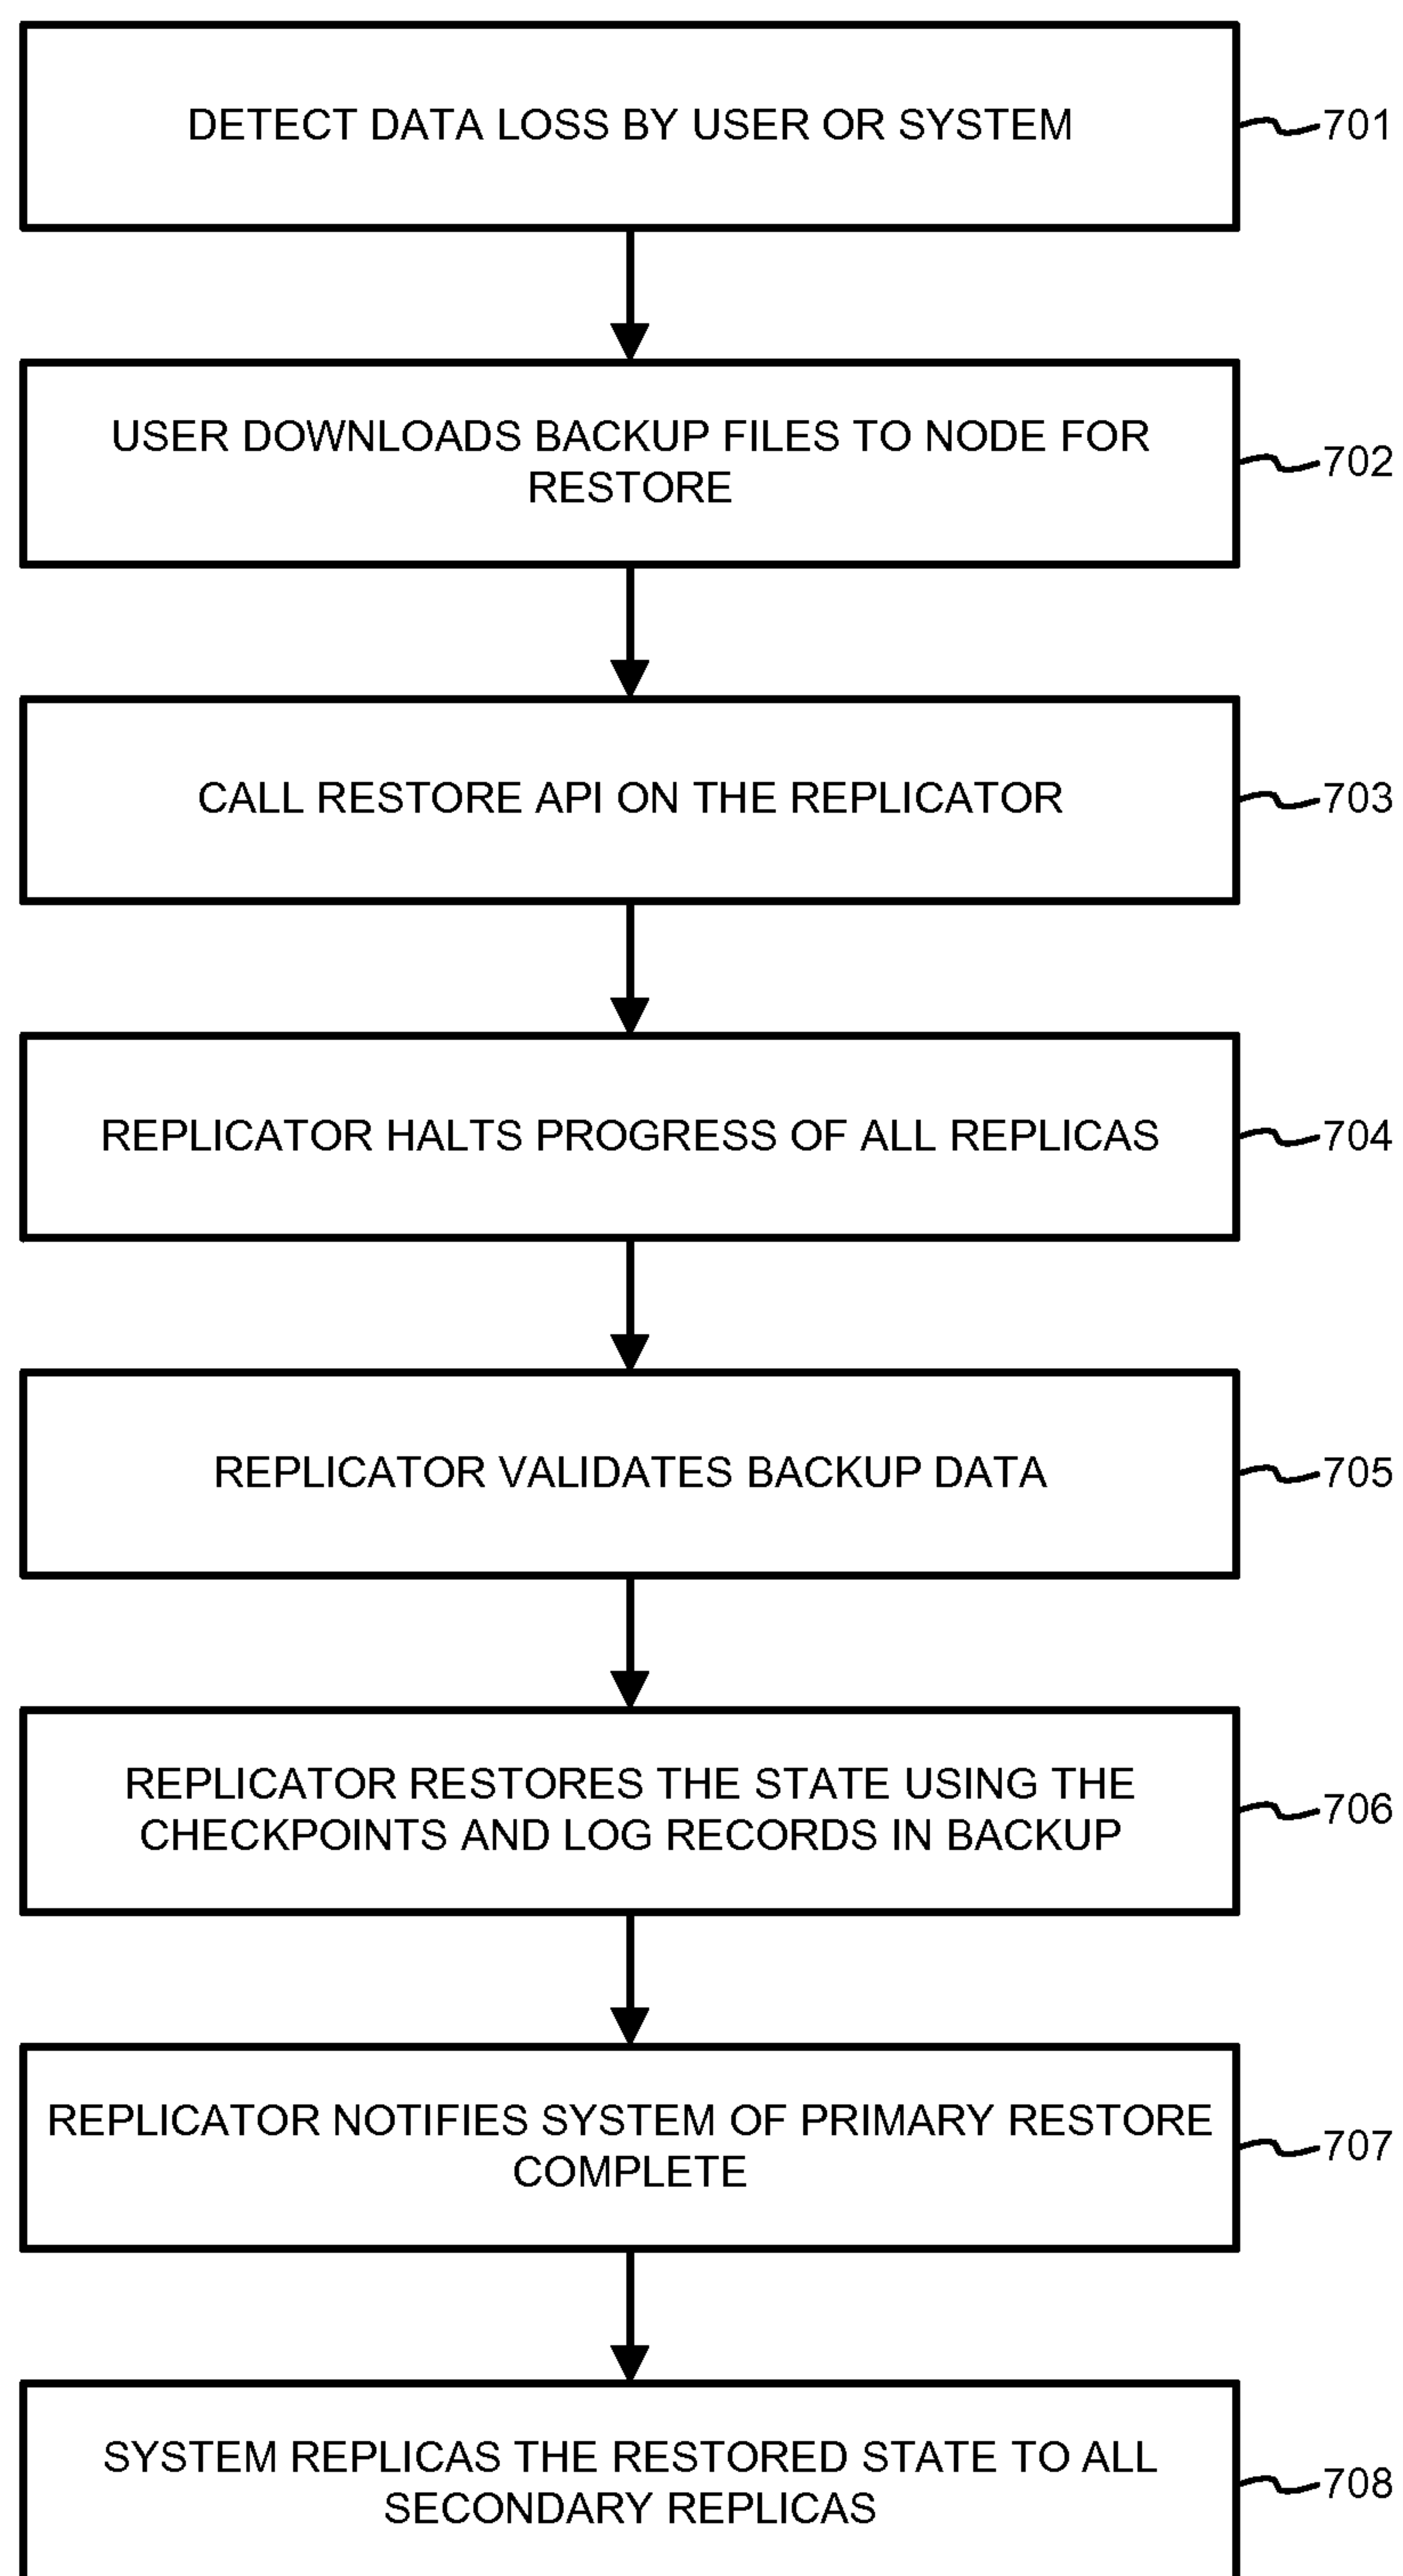 DETECT DATA LOSS BY USER OR SYSTEM
701
USER DOWNLOADS BACKUP FILES TO NODE FOR
RESTORE
702
CALL RESTORE API ON THE REPLICATOR
703
REPLICATOR HALTS PROGRESS OF ALL REPLICAS
704
REPLICATOR VALIDATES BACKUP DATA
705
REPLICATOR RESTORES THE STATE USING THE
CHECKPOINTS AND LOG RECORDS IN BACKUP
706
REPLICATOR NOTIFIES SYSTEM OF PRIMARY RESTORE
COMPLETE
707
SYSTEM REPLICAS THE RESTORED STATE TO ALL
SECONDARY REPLICAS
708